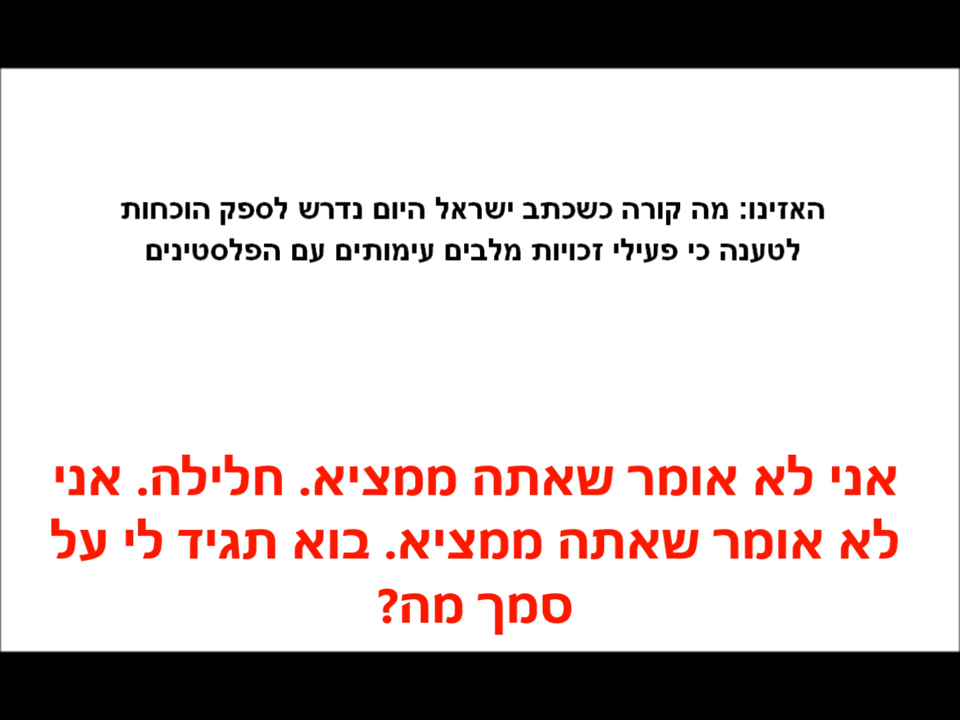 האזינו: מה קורה כשכתב ישראל היום נדרש לספק הוכחות
לטענה כי פעילי זכויות מלבים עימותים עם הפלסטינים
אני לא אומר שאתה ממציא. חלילה. אני
לא אומר שאתה ממציא. בוא תגיד לי על
סמך מה?